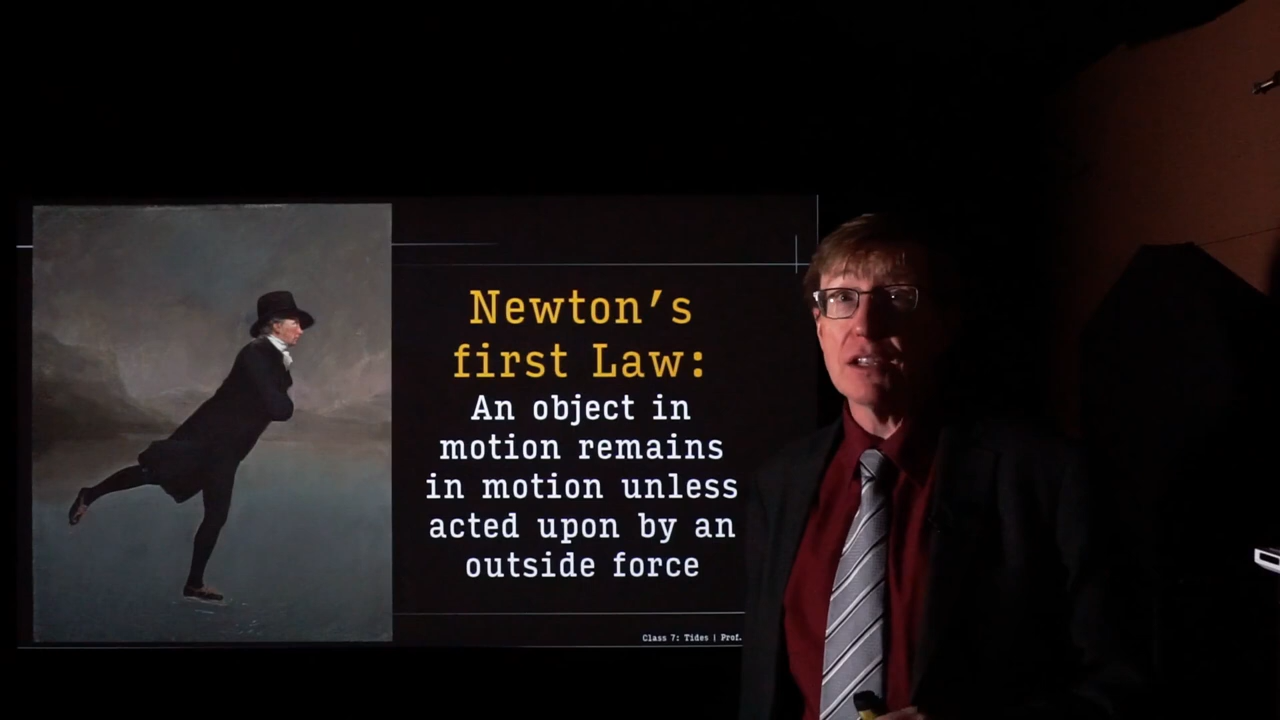 Newton’s
first Law:
An object in
motion remains
in motion unless
acted upon by an
outside force
Class 7: Tides | Prof.